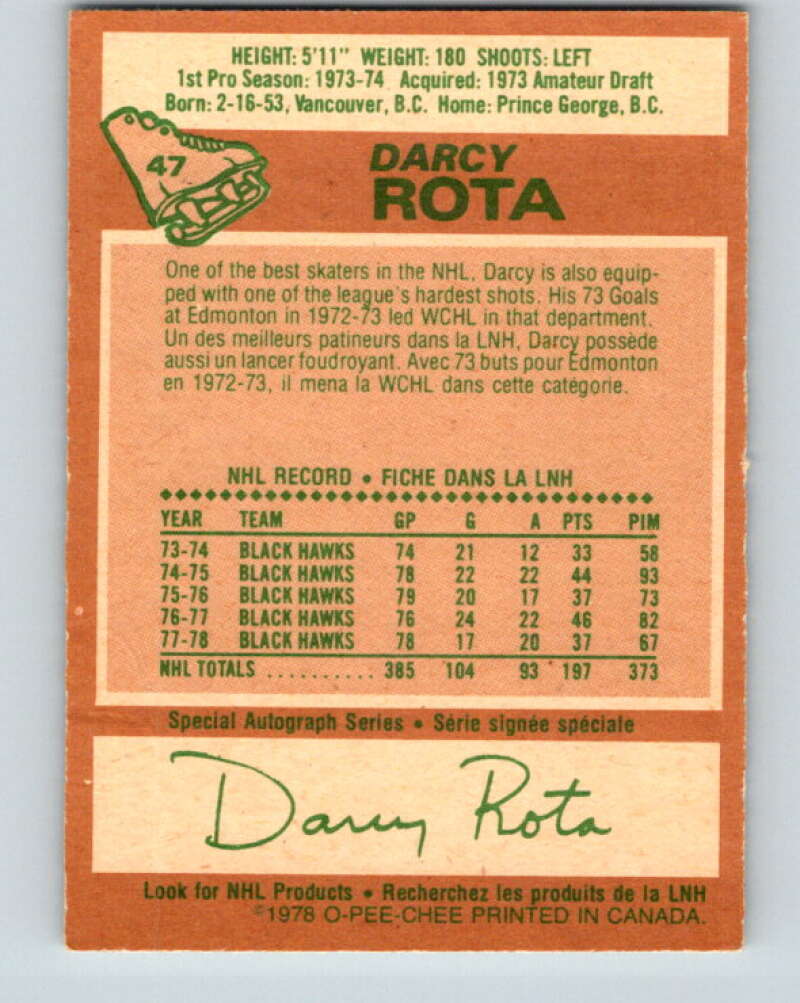 HEIGHT: 5'11" WEIGHT: 180 SHOOTS: LEFT
1st Pro Season: 1973-74 Acquired: 1973 Amateur Draft
Born: 2-16-53, Vancouver, B.C. Home: Prince George, B.C.
47
DARCY
ROTA
One of the best skaters in the NHL, Darcy is also equip-
ped with one of the league's hardest shots. His 73 Goals
at Edmonton in 1972-73 led WCHL in that department.
Un des meilleurs patineurs dans la LNH, Darcy possède
aussi un lancer foudroyant. Avec 73 buts pour Edmonton
en 1972-73, il mena la WCHL dans cette catégorie.
NHL RECORD • FICHE DANS LA LNH
YEAR TEAM GP G A PTS PIM
73-74 BLACK HAWKS 74 21 12 33 58
74-75 BLACK HAWKS 78 22 22 44 93
75-76 BLACK HAWKS 79 20 17 37 73
76-77 BLACK HAWKS 76 24 22 46 82
77-78 BLACK HAWKS 78 17 20 37 67
NHL TOTALS .......... 385 104 93 197 373
Special Autograph Series • Série signée spéciale
Darcy Rota
Look for NHL Products • Recherchez les produits de la LNH
©1978 O-PEE-CHEE PRINTED IN CANADA.